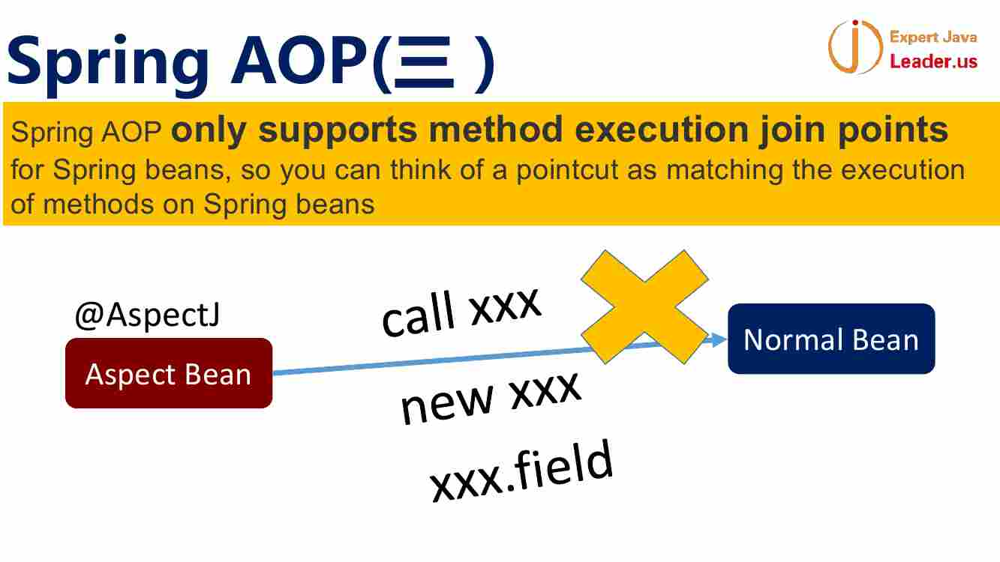 Spring AOP(三 )
Expert Java
Leader.us
Spring AOP only supports method execution join points
for Spring beans, so you can think of a pointcut as matching the execution
of methods on Spring beans
@AspectJ
Aspect Bean
call xxx
new xxx
xxx.field
Normal Bean